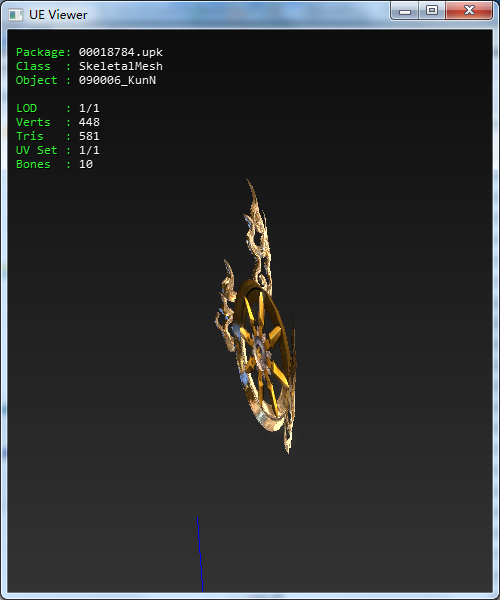 UE Viewer
Package: 00018784.upk
Class : SkeletalMesh
Object : 090006_KunN
LOD : 1/1
Verts : 448
Tris : 581
UV Set : 1/1
Bones : 10